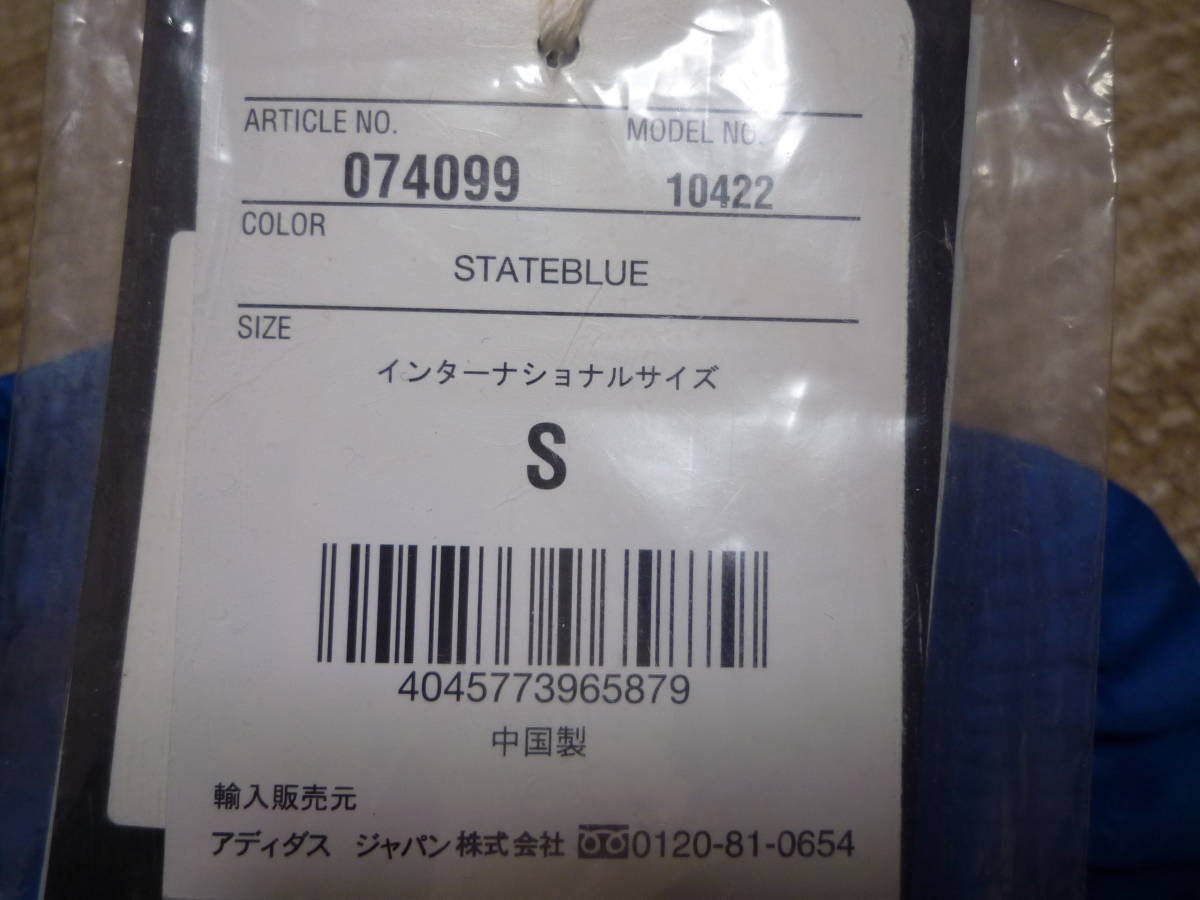 ARTICLE NO. MODEL NO.
074099 10422
COLOR
STATEBLUE
SIZE
インターナショナルサイズ
S
4045773965879
中国製
輸入販売元
アディダス ジャパン株式会社 0120-81-0654